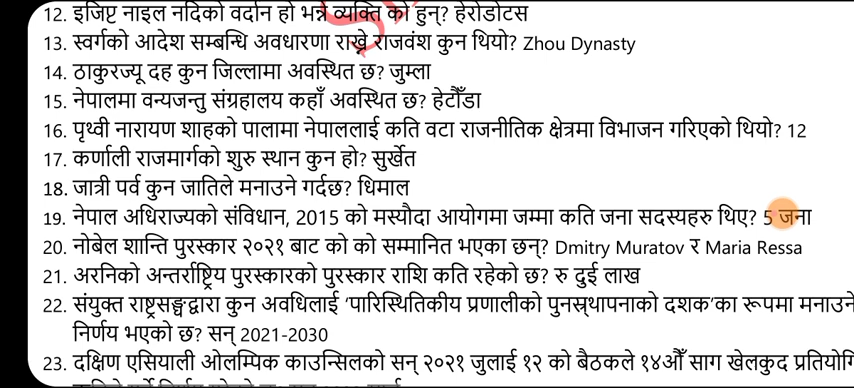 12. इजिप्ट नाइल नदिको वर्दान हो भन्ने व्यक्ति को हुन्? हेरोडोटस
13. स्वर्गको आदेश सम्बन्धि अवधारणा राख्ने राजवंश कुन थियो? Zhou Dynasty
14. ठाकुरज्यू दह कुन जिल्लामा अवस्थित छ? जुम्ला
15. नेपालमा वन्यजन्तु संग्रहालय कहाँ अवस्थित छ? हेटौँडा
16. पृथ्वी नारायण शाहको पालामा नेपाललाई कति वटा राजनीतिक क्षेत्रमा विभाजन गरिएको थियो? 12
17. कर्णाली राजमार्गको शुरु स्थान कुन हो? सुर्खेत
18. जात्री पर्व कुन जातिले मनाउने गर्दछ? धिमाल
19. नेपाल अधिराज्यको संविधान, 2015 को मस्यौदा आयोगमा जम्मा कति जना सदस्यहरु थिए? 5 जना
20. नोबेल शान्ति पुरस्कार २०२१ बाट को को सम्मानित भएका छन्? Dmitry Muratov र Maria Ressa
21. अरनिको अन्तर्राष्ट्रिय पुरस्कारको पुरस्कार राशि कति रहेको छ? रु दुई लाख
22. संयुक्त राष्ट्रसङ्घद्वारा कुन अवधिलाई 'पारिस्थितिकीय प्रणालीको पुनस्र्थापनाको दशक'का रूपमा मनाउने
निर्णय भएको छ? सन् 2021-2030
23. दक्षिण एसियाली ओलम्पिक काउन्सिलको सन् २०२१ जुलाई १२ को बैठकले १४औँ साग खेलकुद